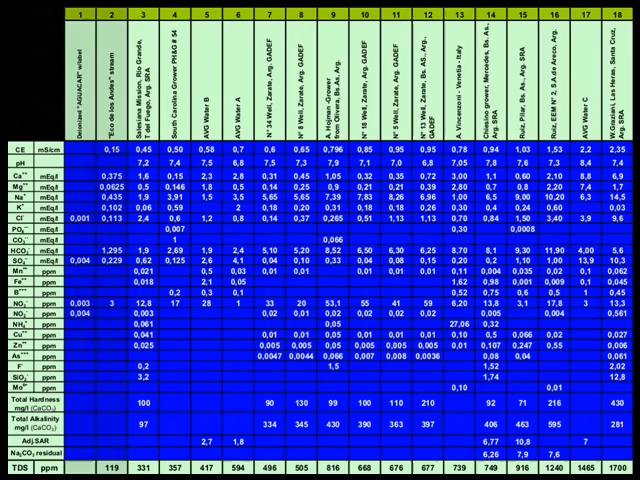 1 2 3 4 5 6 7 8 9 10 11 12 13 14 15 16 17 18
Deionized "AGUACAR" w/label
"Eco de los Andes" stream
Salesiana Mission, Rio Grande, T del Fuego, Arg. SRA
South Carolina Grower PH&G # 54
AVG Water B
AVG Water A
N° 34 Well, Zarate, Arg. GADEF
N° 8 Well, Zarate, Arg. GADEF
A. Hojman -Grower from Olivera, Bs.As, Arg.
N° 18 Well, Zarate, Arg. GADEF
N° 5 Well, Zarate, Arg. GADEF
N° 13 Well, Zarate, Bs. AS., Arg., GADEF
A. Vincenzoni - Venetia - Italy
Chiesino grower, Mercedes, Bs. As., Arg. SRA
Ruiz, Pilar, Bs. As., Arg. SRA
Ruiz, EEM N° 2, S.A.de Areco, Arg.
AVG Water C
W Graziani, Las Heras, Santa Cruz, Arg. SRA
CE mS/cm 0,15 0,45 0,50 0,58 0,7 0,6 0,65 0,796 0,85 0,95 0,95 0,78 0,94 1,03 1,53 2,2 2,35
pH 7,2 7,4 7,5 6,8 7,5 7,3 7,9 7,1 7,0 6,8 7,05 7,8 7,6 7,3 8,4 7,4
Ca⁺⁺ mEq/l 0,375 1,6 0,15 2,8 2,8 0,31 0,45 1,05 0,32 0,35 1,72 3,00 1,1 0,60 2,10 8,8 6,9
Mg⁺⁺ mEq/l 0,0625 0,5 0,146 1,8 0,5 0,14 0,25 0,9 0,21 0,21 0,39 2,80 0,7 0,8 2,20 7,4 1,7
Na⁺ mEq/l 0,435 1,9 3,91 1,5 3,5 5,65 5,65 7,39 7,83 8,26 6,96 1,00 6,5 9,00 10,20 6,3 14,5
K⁺ mEq/l 0,102 0,06 0,59 2 0,18 0,20 0,31 0,20 0,18 0,26 0,30 0,4 0,24 0,60 0,03
Cl⁻ mEq/l 0,001 0,113 2,4 0,6 1,2 0,8 0,14 0,37 0,265 0,51 1,13 1,13 0,70 0,84 1,50 3,40 3,9 9,6
PO₄⁻⁻ mEq/l 0,007 0,30 0,15 0,0008
CO₃⁻ mEq/l 1 0,066
HCO₃⁻ mEq/l 1,295 1,9 2,69 1,9 2,4 5,10 5,20 8,52 6,50 6,30 6,25 8,70 8,1 9,30 11,90 4,00 5,6
SO₄⁻ mEq/l 0,004 0,229 0,62 0,125 2,6 4,1 0,04 0,10 0,33 0,04 0,08 0,15 0,20 0,2 1,10 1,00 13,9 10,3
Mn⁺⁺ ppm 0,021 0,5 0,03 0,01 0,01 0,01 0,01 0,01 0,11 0,004 0,035 0,02 0,1 0,062
Fe⁺⁺ ppm 0,018 2,1 0,05 1,62 0,98 0,001 0,009 0,1 0,045
B⁺⁺⁺ ppm 0,2 0,3 0,1 0,52 0,75 0,6 0,5 1 0,45
NO₃⁻ ppm 0,003 3 12,8 17 28 1 33 20 53,1 55 41 59 6,20 13,8 3,1 17,8 3 13,3
NO₂⁻ ppm 0,004 0,003 0,02 0,01 0,02 0,02 0,02 0,02 0,005 0,004 0,561
NH₄⁺ ppm 0,061 0,05 27,06 0,32
Cu⁺⁺ ppm 0,041 0,01 0,01 0,05 0,01 0,01 0,01 0,10 0,5 0,066 0,02 0,027
Zn⁺⁺ ppm 0,025 0,005 0,005 0,05 0,005 0,005 0,005 0,107 0,247 0,55 0,006
As⁺⁺⁺ ppm 0,0047 0,0044 0,066 0,007 0,008 0,0036 0,08 0,04 0,061
F⁻ ppm 0,2 1,5 1,52 2,02
SiO₂⁻ ppm 3,2 1,74 12,8
ppm 0,10 0,01
Total Hardness mg/l (CaCO₃) 100 90 130 99 100 110 210 92 71 216 430
Total Alkalinity mg/l (CaCO₃) 97 334 345 430 390 363 397 406 463 595 281
Adj.SAR 2,7 1,8 6,77 10,8 7
Na₂CO₃ residual 6,26 7,9 7,6
TDS ppm 119 331 357 417 594 496 505 816 668 676 677 739 749 916 1240 1465 1700